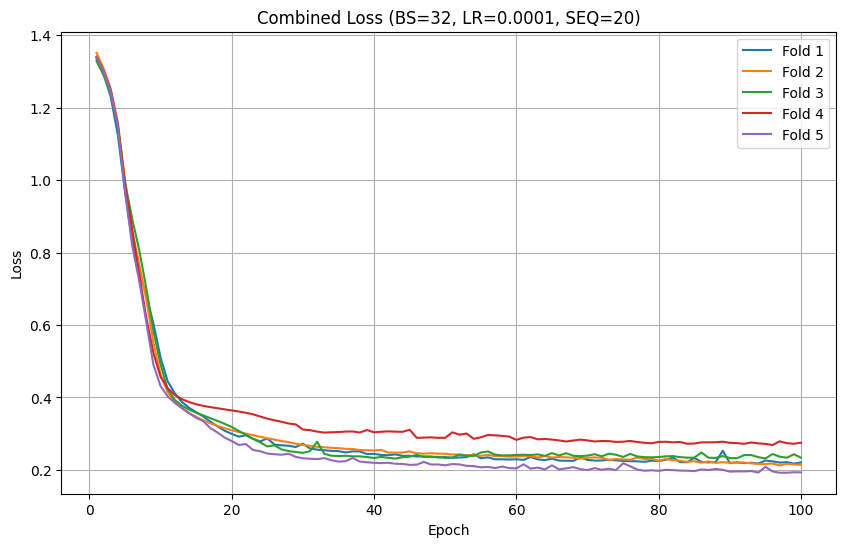 Combined Loss (BS=32, LR=0.0001, SEQ=20)
1.4
1.2
1.0
0.8
0.6
0.4
0.2
Loss
Fold 1
Fold 2
Fold 3
Fold 4
Fold 5
0 20 40 60 80 100
Epoch